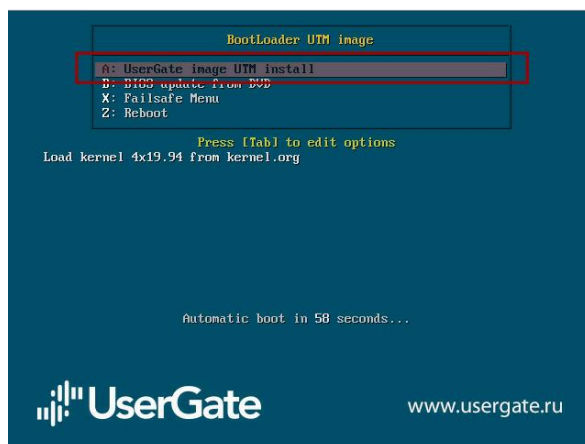 BootLoader UTM image
A: UserGate image UTM install
B: BIOS update from DVD
X: Failsafe Menu
Z: Reboot
Press [Tab] to edit options
Load kernel 4x19.94 from kernel.org
Automatic boot in 58 seconds...
UserGate
www.usergate.ru